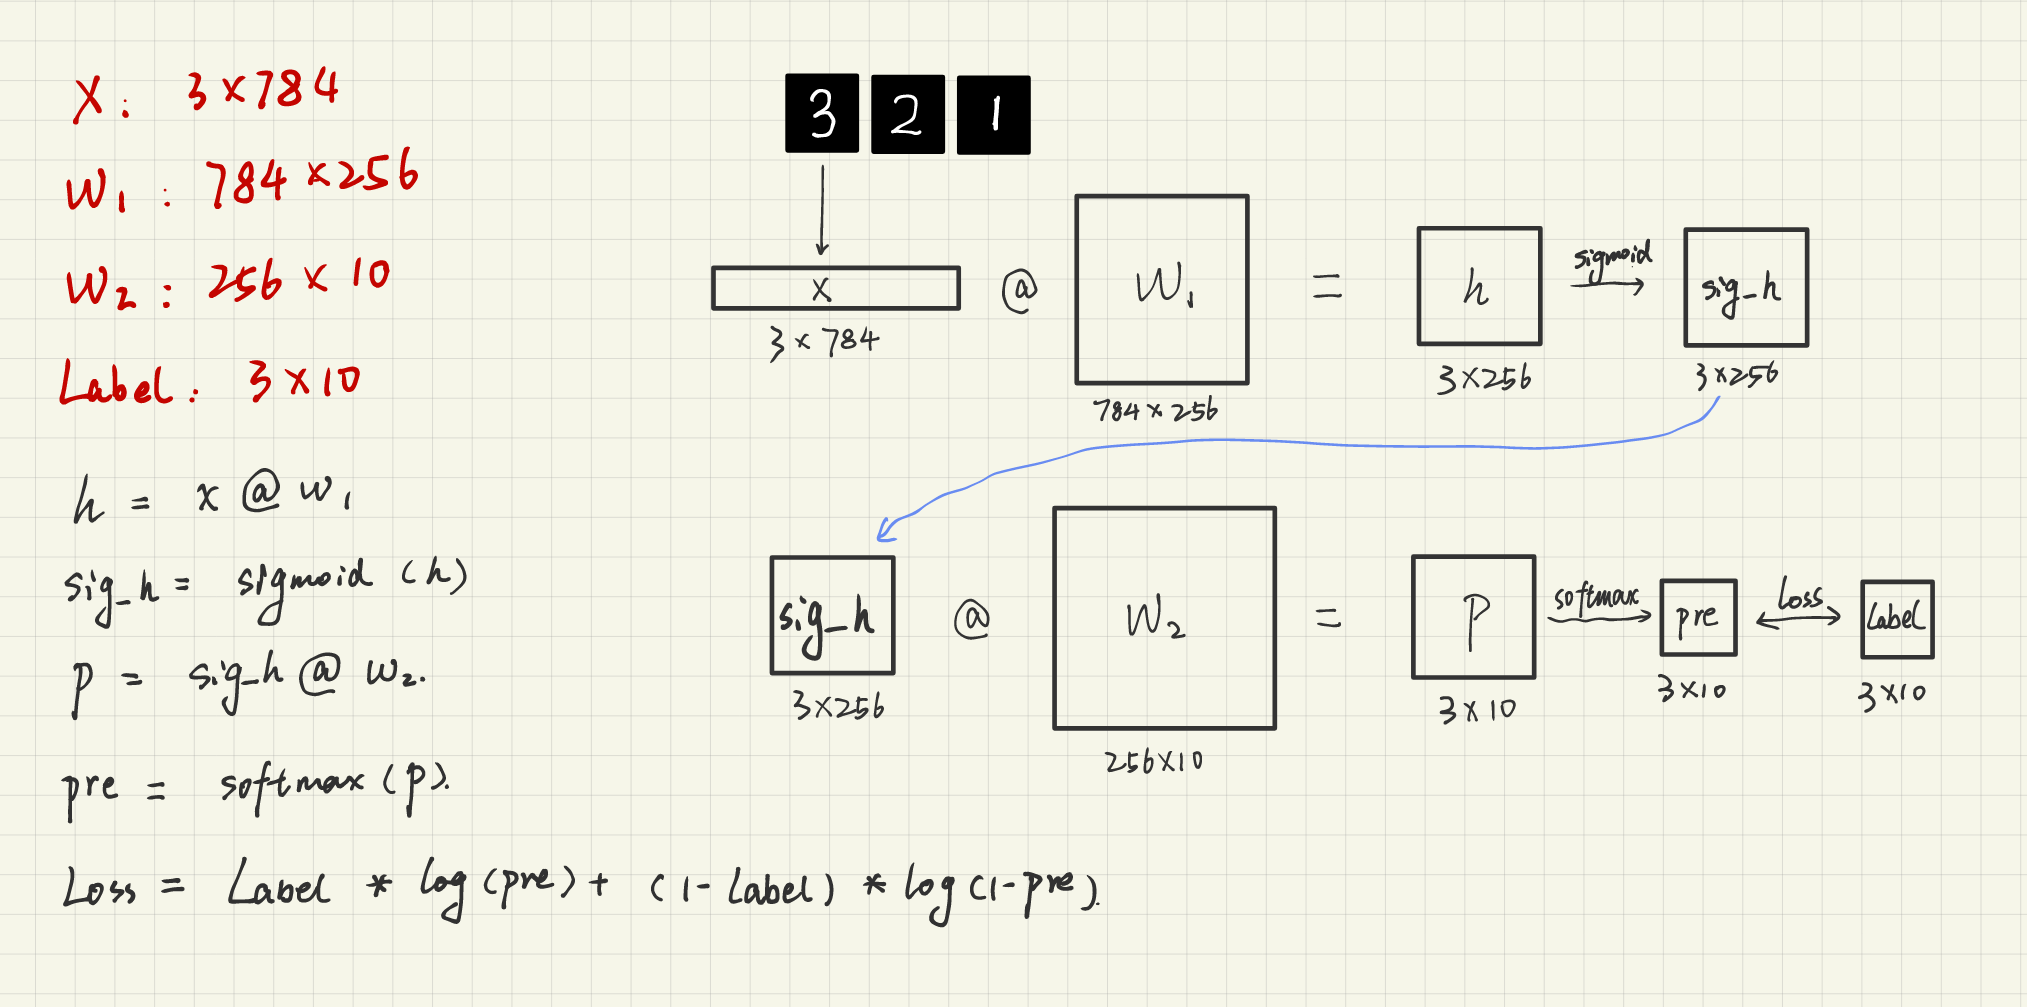 X: 3×784
W₁: 784×256
W₂: 256×10
Label: 3×10
h = x @ w₁
sig_h = sigmoid (h)
p = sig_h @ w₂.
pre = softmax (p).
Loss = Label * log (pre) + (1-Label) * log (1-pre).
3 2 1
x @ W₁ = h sigmoid sig_h
3×784 784×256 3×256 3×256
sig_h @ W₂ = P softmax pre Loss Label
3×256 256×10 3×10 3×10 3×10